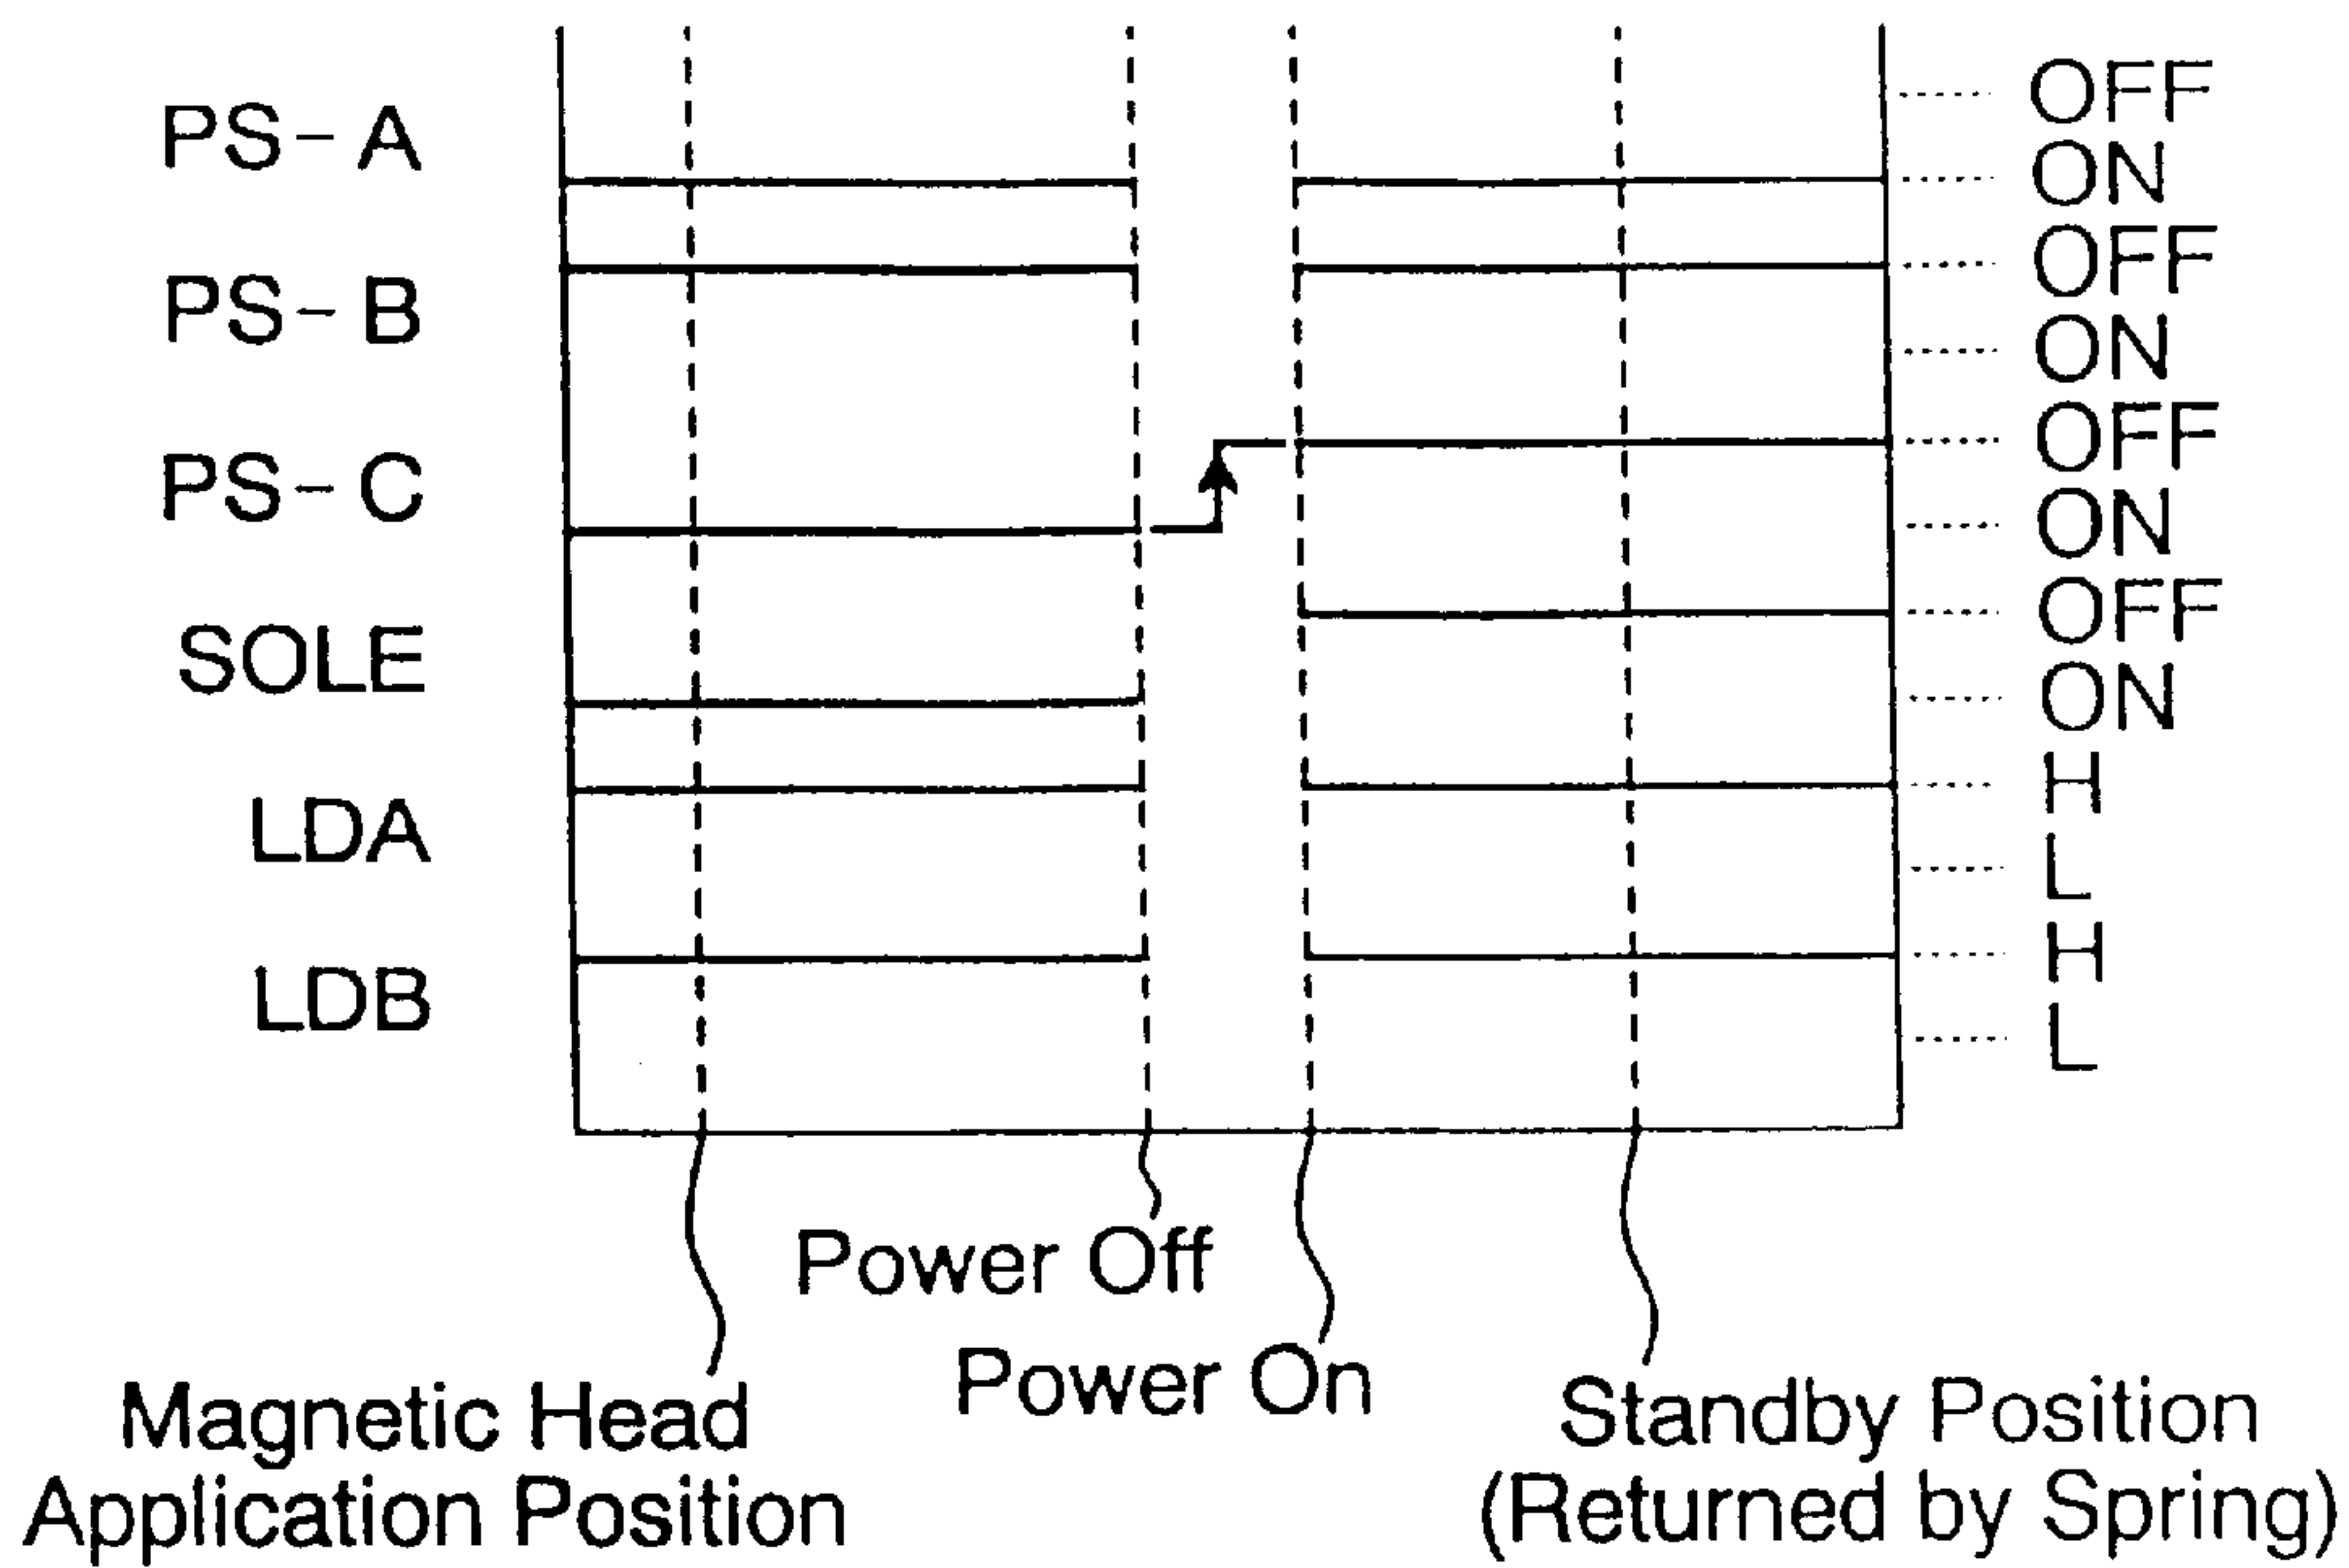 OFF
PS-A
ON
OFF
PS-B
ON
OFF
PS-C
ON
OFF
SOLE
ON
H
LDA
L
H
LDB
L
Power Off
Power On
Magnetic Head
Application Position
Standby Position
(Returned by Spring)